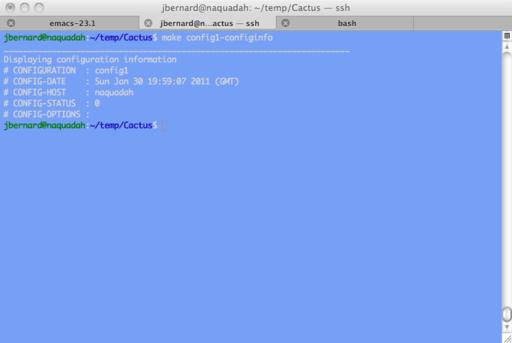 jbernard@naquadah: ~/temp/Cactus — ssh
emacs-23.1 jbernard@n...actus — ssh bash
jbernard@naquadah:~/temp/Cactus$ make config1-configinfo
________________________________________________________________________
Displaying configuration information
# CONFIGURATION : config1
# CONFIG-DATE : Sun Jan 30 19:59:07 2011 (GMT)
# CONFIG-HOST : naquadah
# CONFIG-STATUS : 0
# CONFIG-OPTIONS :
jbernard@naquadah:~/temp/Cactus$